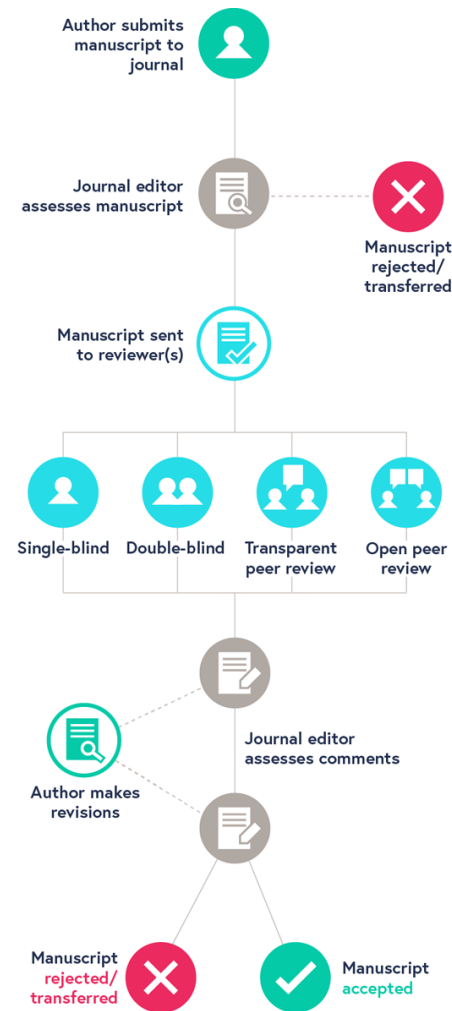 Author submits
manuscript to
journal
Journal editor
assesses manuscript
Manuscript
rejected/
transferred
Manuscript sent
to reviewer(s)
Single-blind
Double-blind
Transparent
peer review
Open peer
review
Journal editor
assesses comments
Author makes
revisions
Manuscript
rejected/
transferred
Manuscript
accepted